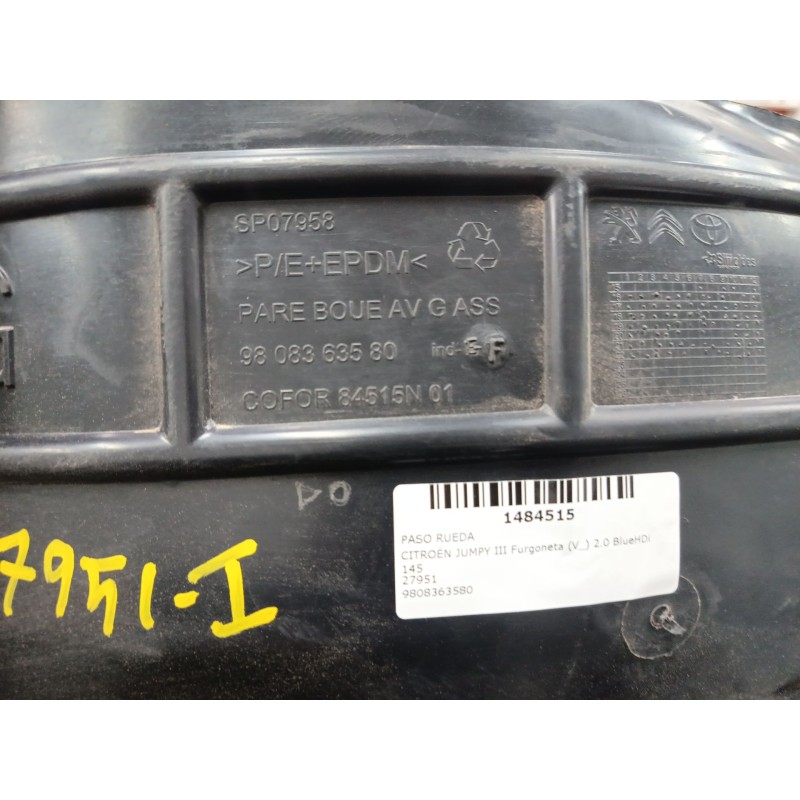 SP07958
>P/E+EPDM<
PARE BOUE AV G ASS
98 083 635 80 ind- F
COFOR 84515N 01
7951-I
1484515
PASO RUEDA
CITROËN JUMPY III Furgoneta (V_) 2.0 BlueHDi
145
27951
9808363580